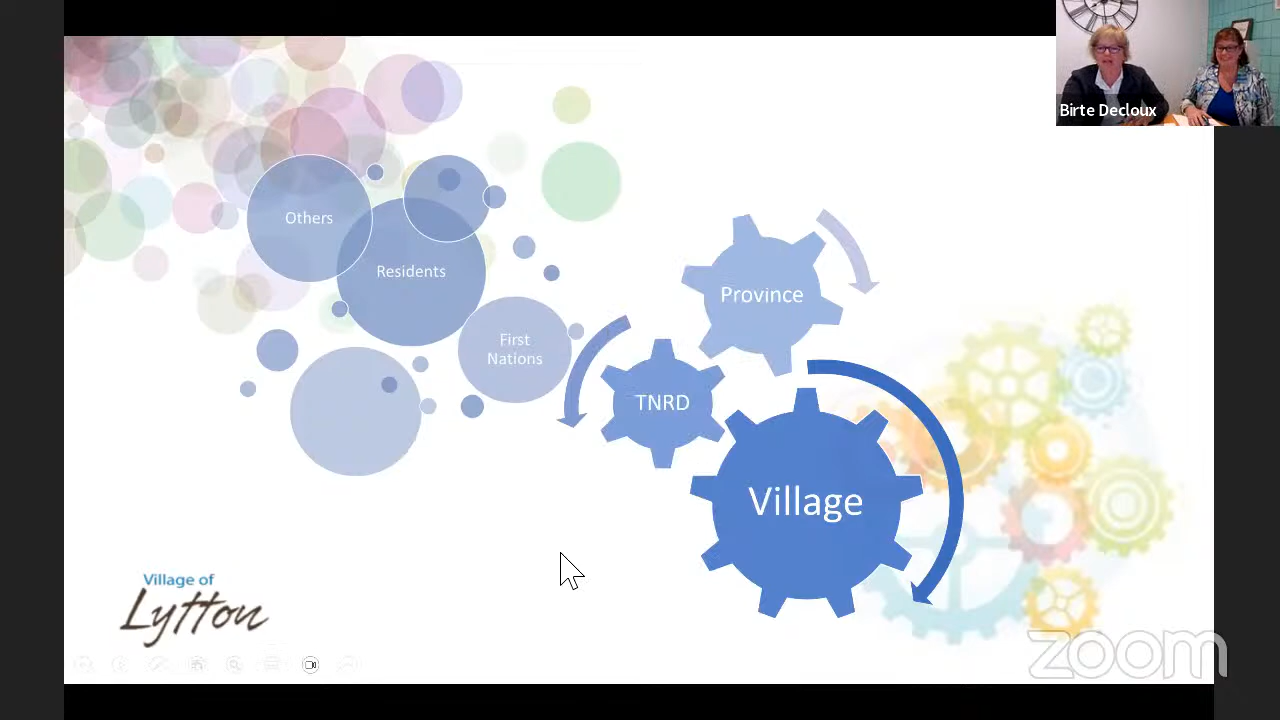 Birte Decloux
Others
Residents
First
Nations
Province
TNRD
Village
Village of
Lytton
zoom